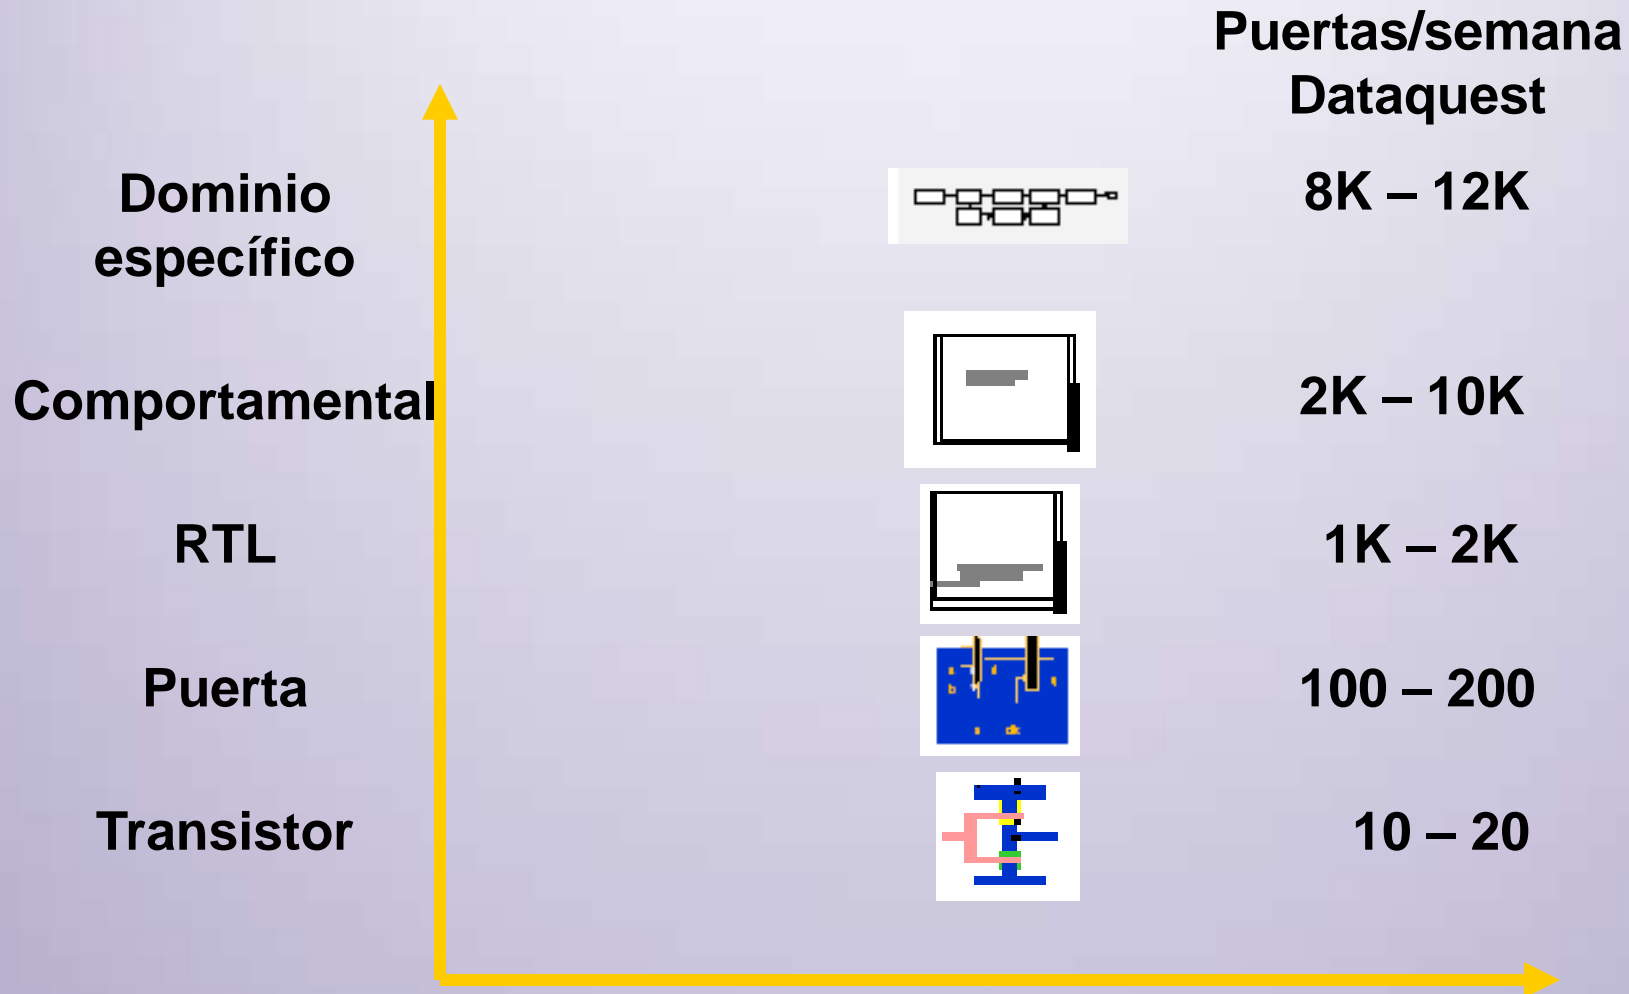 Puertas/semana
Dataquest
Dominio
específico
8K – 12K
Comportamental
2K – 10K
RTL
1K – 2K
Puerta
100 – 200
Transistor
10 – 20